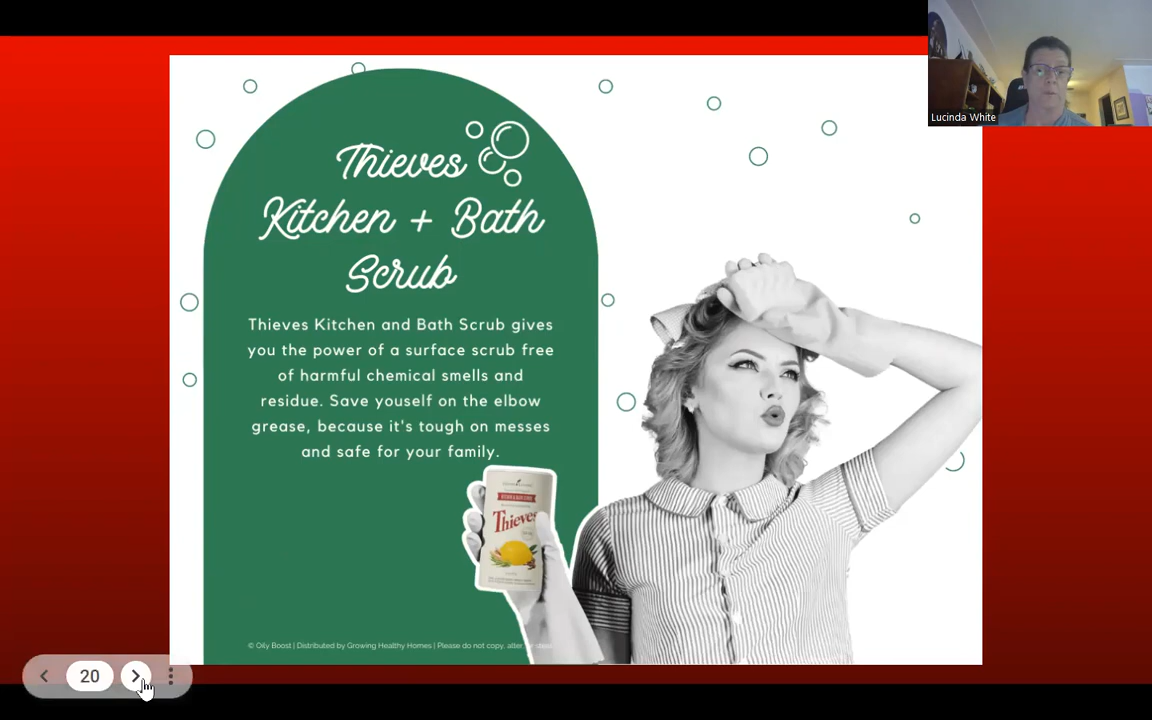 Thieves
Kitchen + Bath
Scrub
Thieves Kitchen and Bath Scrub gives
you the power of a surface scrub free
of harmful chemical smells and
residue. Save youself on the elbow
grease, because it's tough on messes
and safe for your family.
Thieves
© Oily Boost | Distributed by Growing Healthy Homes | Please do not copy, alter
Lucinda White
20